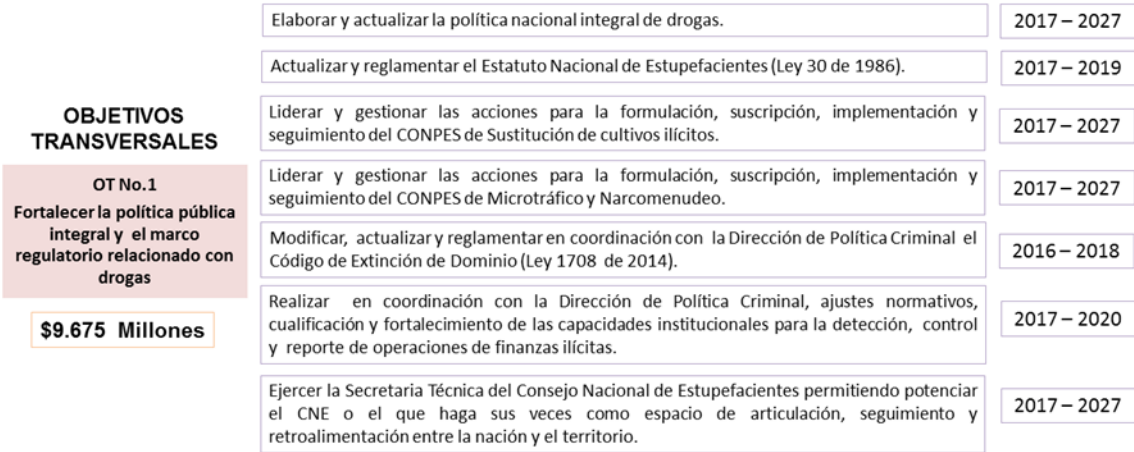 Elaborar y actualizar la política nacional integral de drogas.
2017 – 2027
Actualizar y reglamentar el Estatuto Nacional de Estupefacientes (Ley 30 de 1986).
2017 – 2019
OBJETIVOS
TRANSVERSALES
OT No.1
Fortalecer la política pública
integral y el marco
regulatorio relacionado con
drogas
$9.675 Millones
Liderar y gestionar las acciones para la formulación, suscripción, implementación y
seguimiento del CONPES de Sustitución de cultivos ilícitos.
2017 – 2027
Liderar y gestionar las acciones para la formulación, suscripción, implementación y
seguimiento del CONPES de Microtráfico y Narcomenudeo.
2017 – 2027
Modificar, actualizar y reglamentar en coordinación con la Dirección de Política Criminal el
Código de Extinción de Dominio (Ley 1708 de 2014).
2016 – 2018
Realizar en coordinación con la Dirección de Política Criminal, ajustes normativos,
cualificación y fortalecimiento de las capacidades institucionales para la detección, control
y reporte de operaciones de finanzas ilícitas.
2017 – 2020
Ejercer la Secretaria Técnica del Consejo Nacional de Estupefacientes permitiendo potenciar
el CNE o el que haga sus veces como espacio de articulación, seguimiento y
retroalimentación entre la nación y el territorio.
2017 – 2027